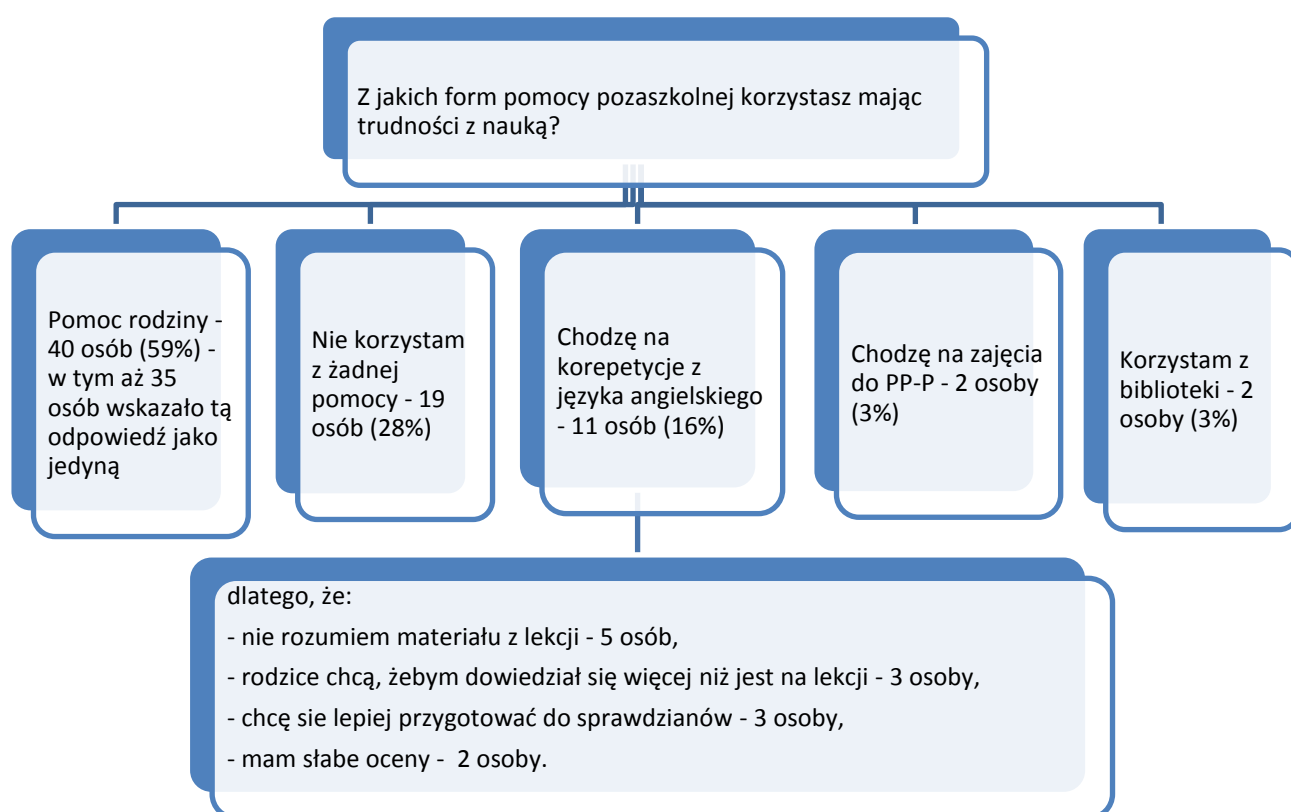 Z jakich form pomocy pozaszkolnej korzystasz mając
trudności z nauką?
Pomoc rodziny -
40 osób (59%) -
w tym aż 35
osób wskazało tą
odpowiedź jako
jedyną
Nie korzystam
z żadnej
pomocy - 19
osób (28%)
Chodzę na
korepetycje z
języka angielskiego
- 11 osób (16%)
Chodzę na zajęcia
do PP-P - 2 osoby
(3%)
Korzystam z
biblioteki - 2
osoby (3%)
dlatego, że:
- nie rozumiem materiału z lekcji - 5 osób,
- rodzice chcą, żebym dowiedział się więcej niż jest na lekcji - 3 osoby,
- chcę sie lepiej przygotować do sprawdzianów - 3 osoby,
- mam słabe oceny -  2 osoby.